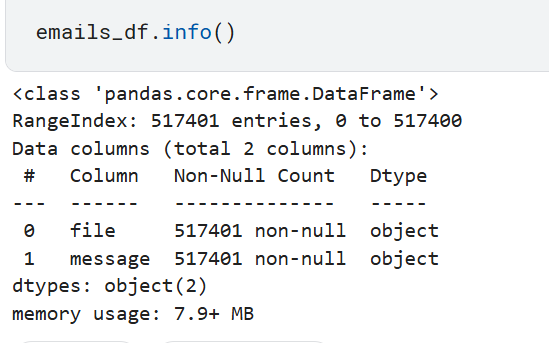 emails_df.info()
<class 'pandas.core.frame.DataFrame'>
RangeIndex: 517401 entries, 0 to 517400
Data columns (total 2 columns):
 #   Column   Non-Null Count   Dtype
---  ------   --------------   -----
 0   file     517401 non-null  object
 1   message  517401 non-null  object
dtypes: object(2)
memory usage: 7.9+ MB